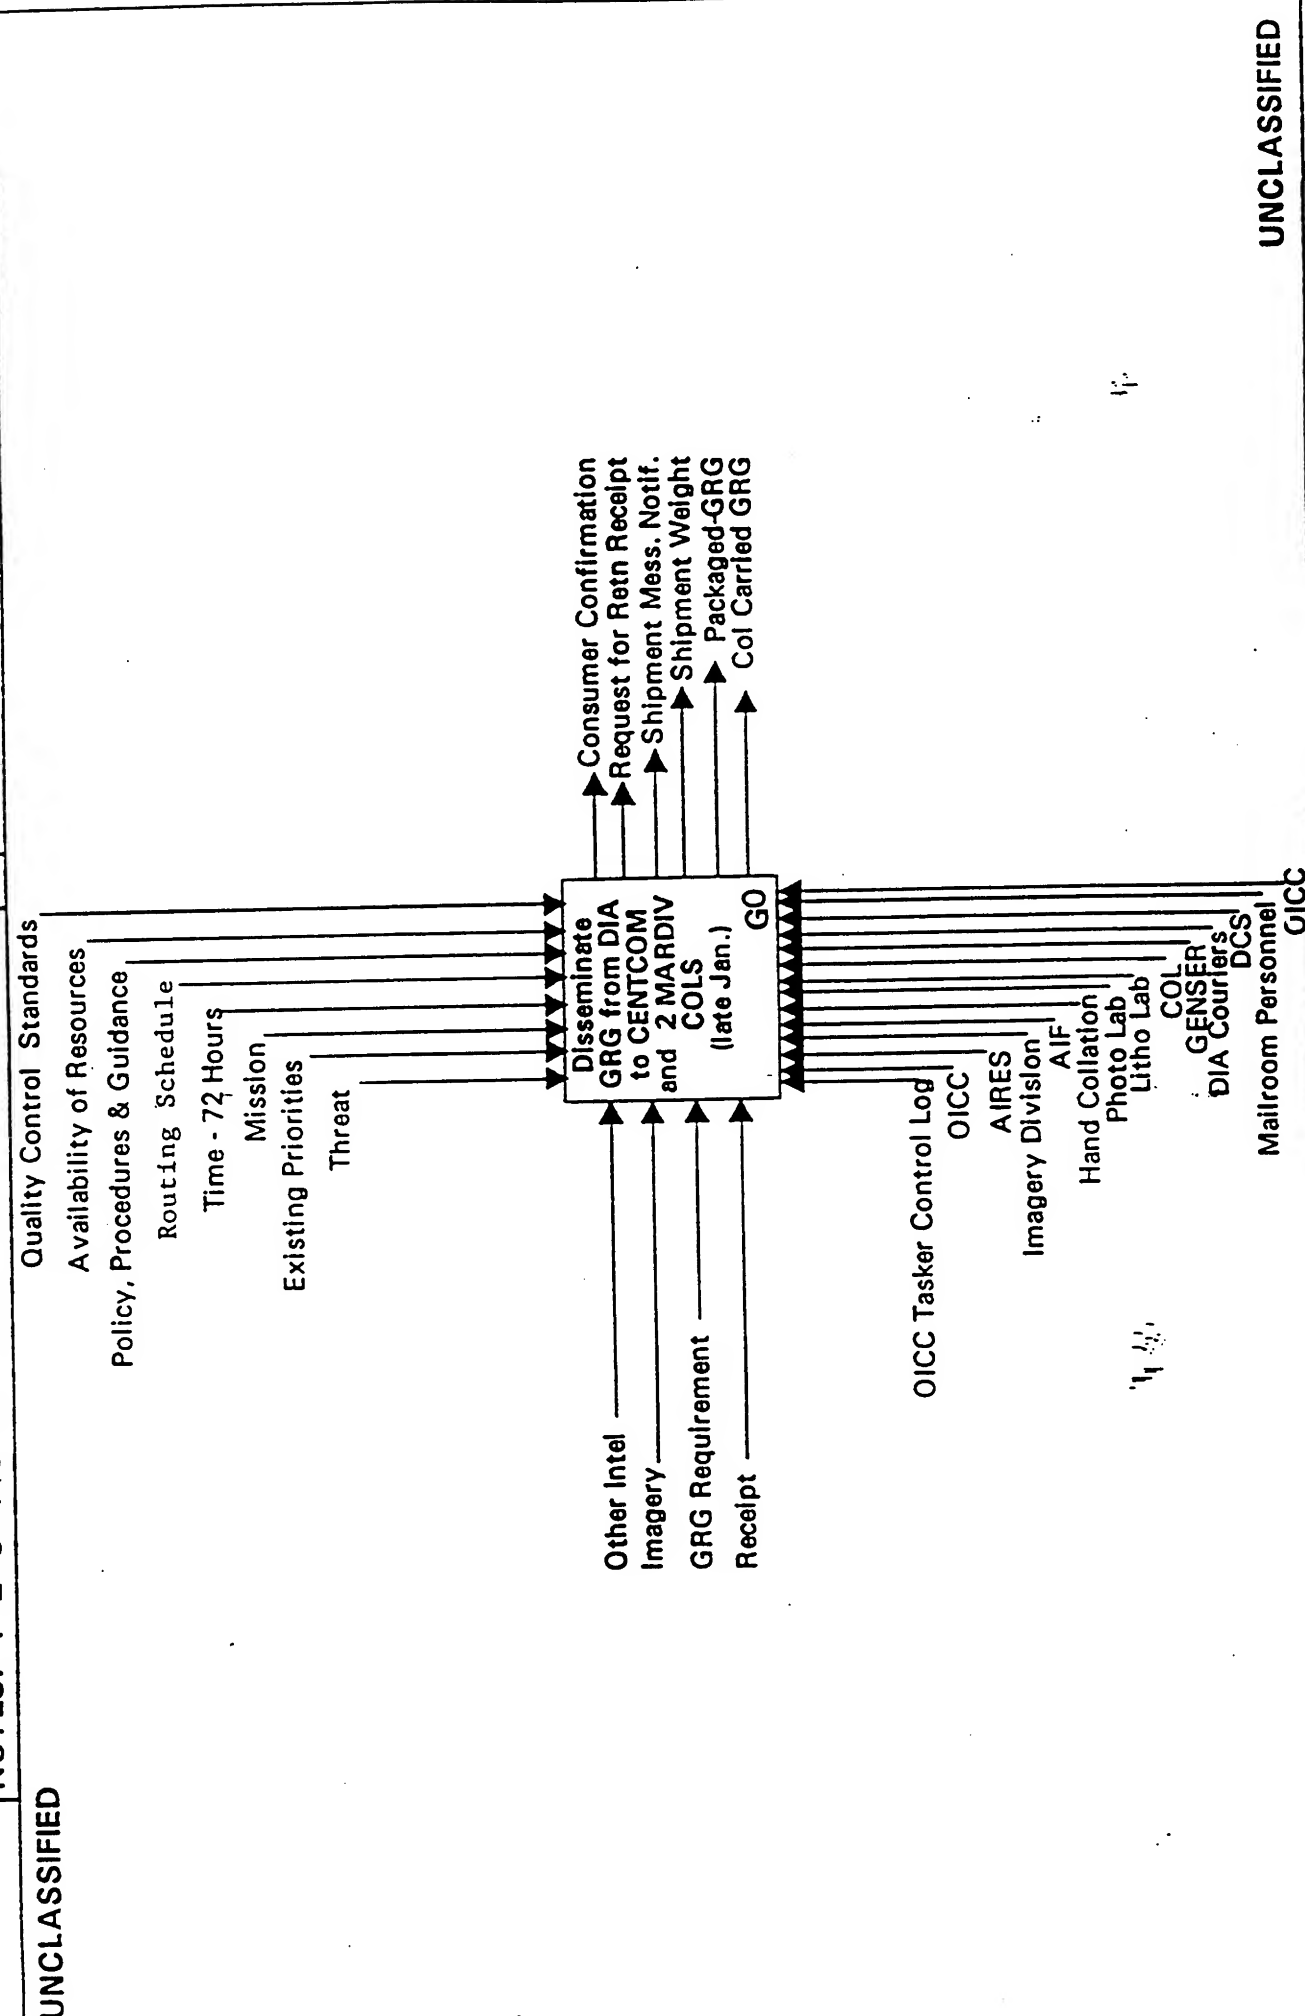 UNCLASSIFIED
Quality Control Standards
Availability of Resources
Policy, Procedures & Guidance
Routing Schedule
Time - 72 Hours
Mission
Existing Priorities
Threat
Other Intel
Imagery
GRG Requirement
Receipt
Disseminate
GRG from DIA
to CENTCOM
and 2 MARDIV
COLS
(late Jan.)
GO
Consumer Confirmation
Request for Retn Receipt
Shipment Mess. Notif.
Shipment Weight
Packaged-GRG
Col Carried GRG
OICC Tasker Control Log
OICC
AIRES
Imagery Division
AIF
Hand Collation
Photo Lab
Litho Lab
COL
GENSER
DIA Couriers
DCS
Mailroom Personnel
OICC
UNCLASSIFIED